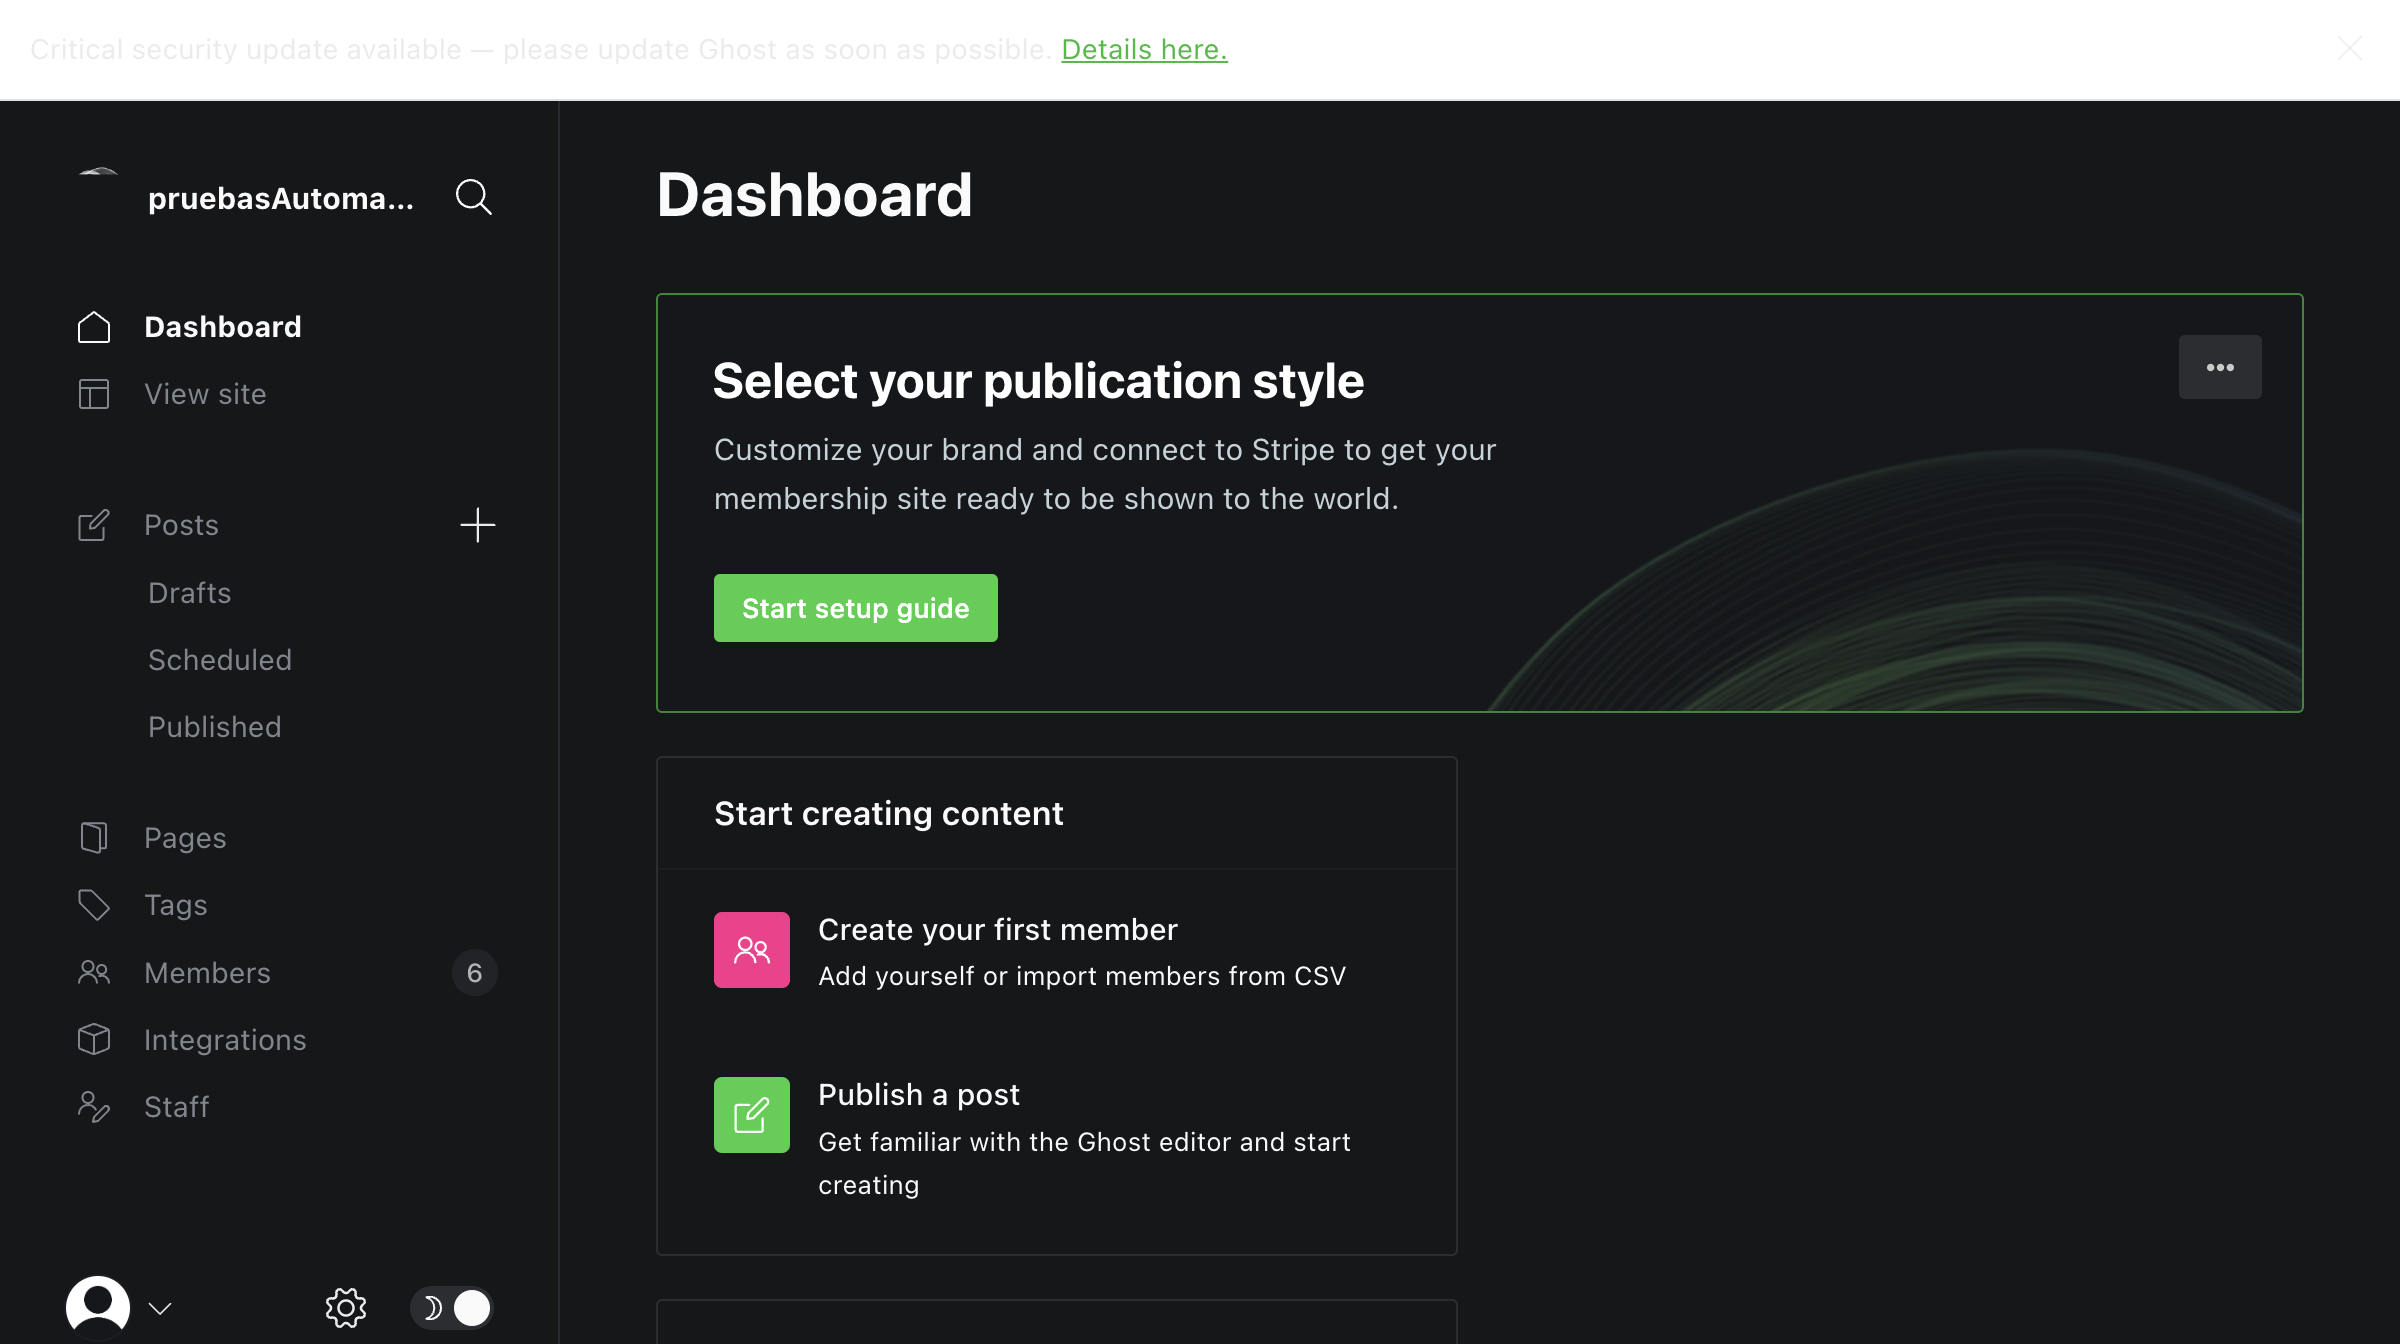 Critical security update available — please update Ghost as soon as possible. Details here.
pruebasAutoma...
Dashboard
View site
Posts
Drafts
Scheduled
Published
Pages
Tags
Members 6
Integrations
Staff
Dashboard
Select your publication style
Customize your brand and connect to Stripe to get your
membership site ready to be shown to the world.
Start setup guide
Start creating content
Create your first member
Add yourself or import members from CSV
Publish a post
Get familiar with the Ghost editor and start
creating